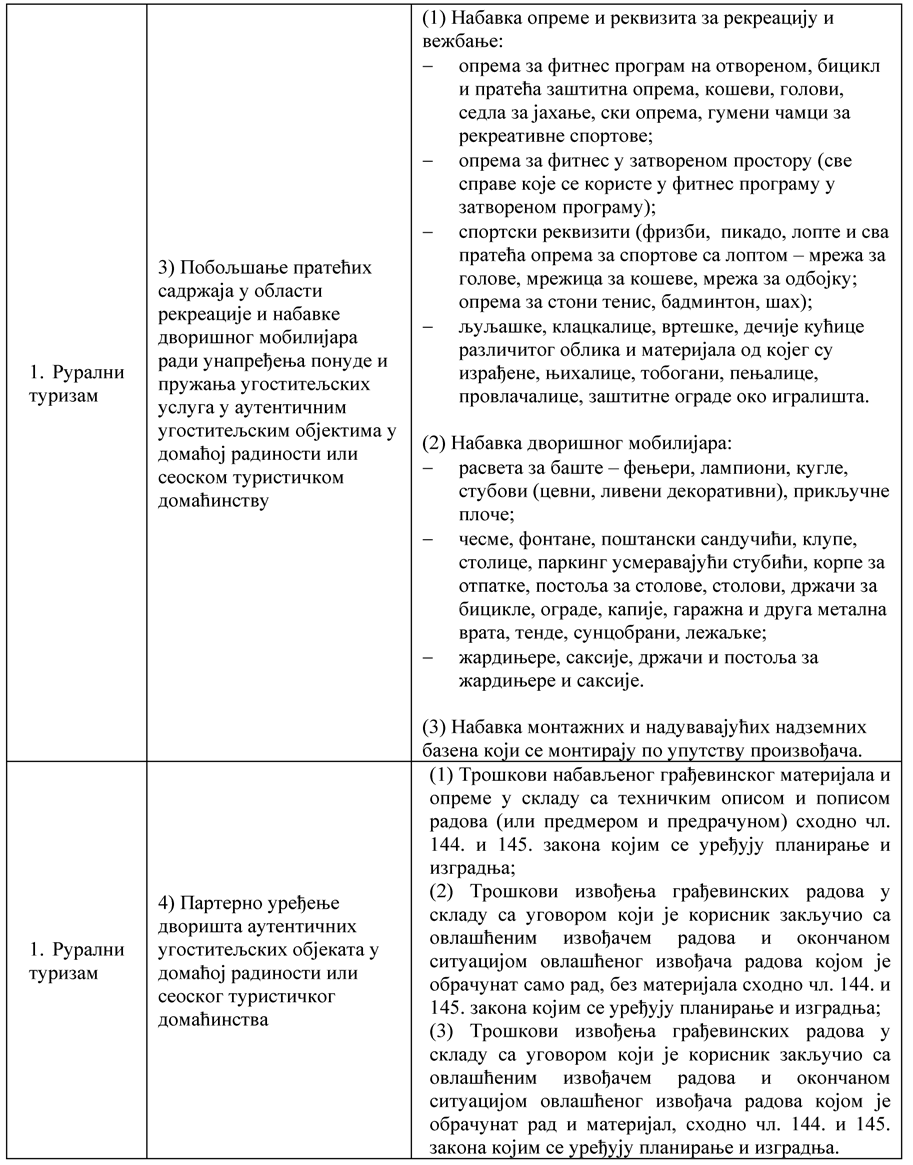 1. Рурални
туризам
3) Побољшање пратећих
садржаја у области
рекреације и набавке
дворишног мобилијара
ради унапређења понуде и
пружања угоститељских
услуга у аутентичним
угоститељским објектима у
домаћој радиности или
сеоском туристичком
домаћинству
(1) Набавка опреме и реквизита за рекреацију и
вежбање:
– опрема за фитнес програм на отвореном, бицикл
и пратећа заштитна опрема, кошеви, голови,
седла за јахање, ски опрема, гумени чамци за
рекреативне спортове;
– опрема за фитнес у затвореном простору (све
справе које се користе у фитнес програму у
затвореном програму);
– спортски реквизити (фризби, пикадо, лопте и сва
пратећа опрема за спортове са лоптом – мрежа за
голове, мрежица за кошеве, мрежа за одбојку;
опрема за стони тенис, бадминтон, шах);
– љуљашке, клацкалице, вртешке, дечије кућице
различитог облика и материјала од којег су
израђене, њихалице, тобогани, пењалице,
провлачалице, заштитне ограде око игралишта.
(2) Набавка дворишног мобилијара:
– расвета за баште – фењери, лампиони, кугле,
стубови (цевни, ливени декоративни), прикључне
плоче;
– чесме, фонтане, поштански сандучићи, клупе,
столице, паркинг усмеравајући стубићи, корпе за
отпатке, постоља за столове, столови, држачи за
бицикле, ограде, капије, гаражна и друга метална
врата, тенде, сунцобрани, лежаљке;
– жардињере, саксије, држачи и постоља за
жардињере и саксије.
(3) Набавка монтажних и надувавајућих надземних
базена који се монтирају по упутству произвођача.
1. Рурални
туризам
4) Партерно уређење
дворишта аутентичних
угоститељских објеката у
домаћој радиности или
сеоског туристичког
домаћинства
(1) Трошкови набављеног грађевинског материјала и
опреме у складу са техничким описом и пописом
радова (или предмером и предрачуном) сходно чл.
144. и 145. закона којим се уређују планирање и
изградња;
(2) Трошкови извођења грађевинских радова у
складу са уговором који је корисник закључио са
овлашћеним извођачем радова и окончаном
ситуацијом овлашћеног извођача радова којом је
обрачунат само рад, без материјала сходно чл. 144. и
145. закона којим се уређују планирање и изградња;
(3) Трошкови извођења грађевинских радова у
складу са уговором који је корисник закључио са
овлашћеним извођачем радова и окончаном
ситуацијом овлашћеног извођача радова којом је
обрачунат рад и материјал, сходно чл. 144. и 145.
закона којим се уређују планирање и изградња.